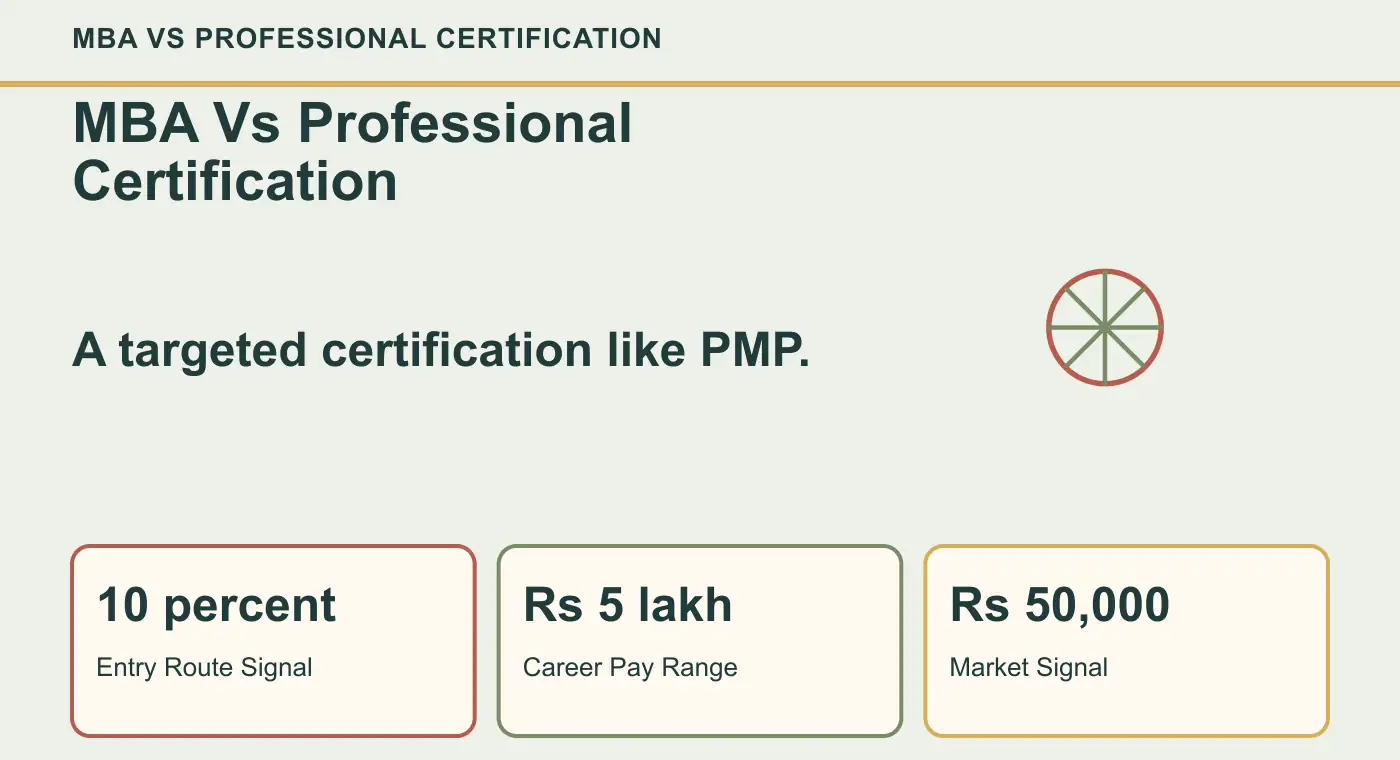 MBA VS PROFESSIONAL CERTIFICATION
MBA Vs Professional
Certification
A targeted certification like PMP.
10 percent
Entry Route Signal
Rs 5 lakh
Career Pay Range
Rs 50,000
Market Signal